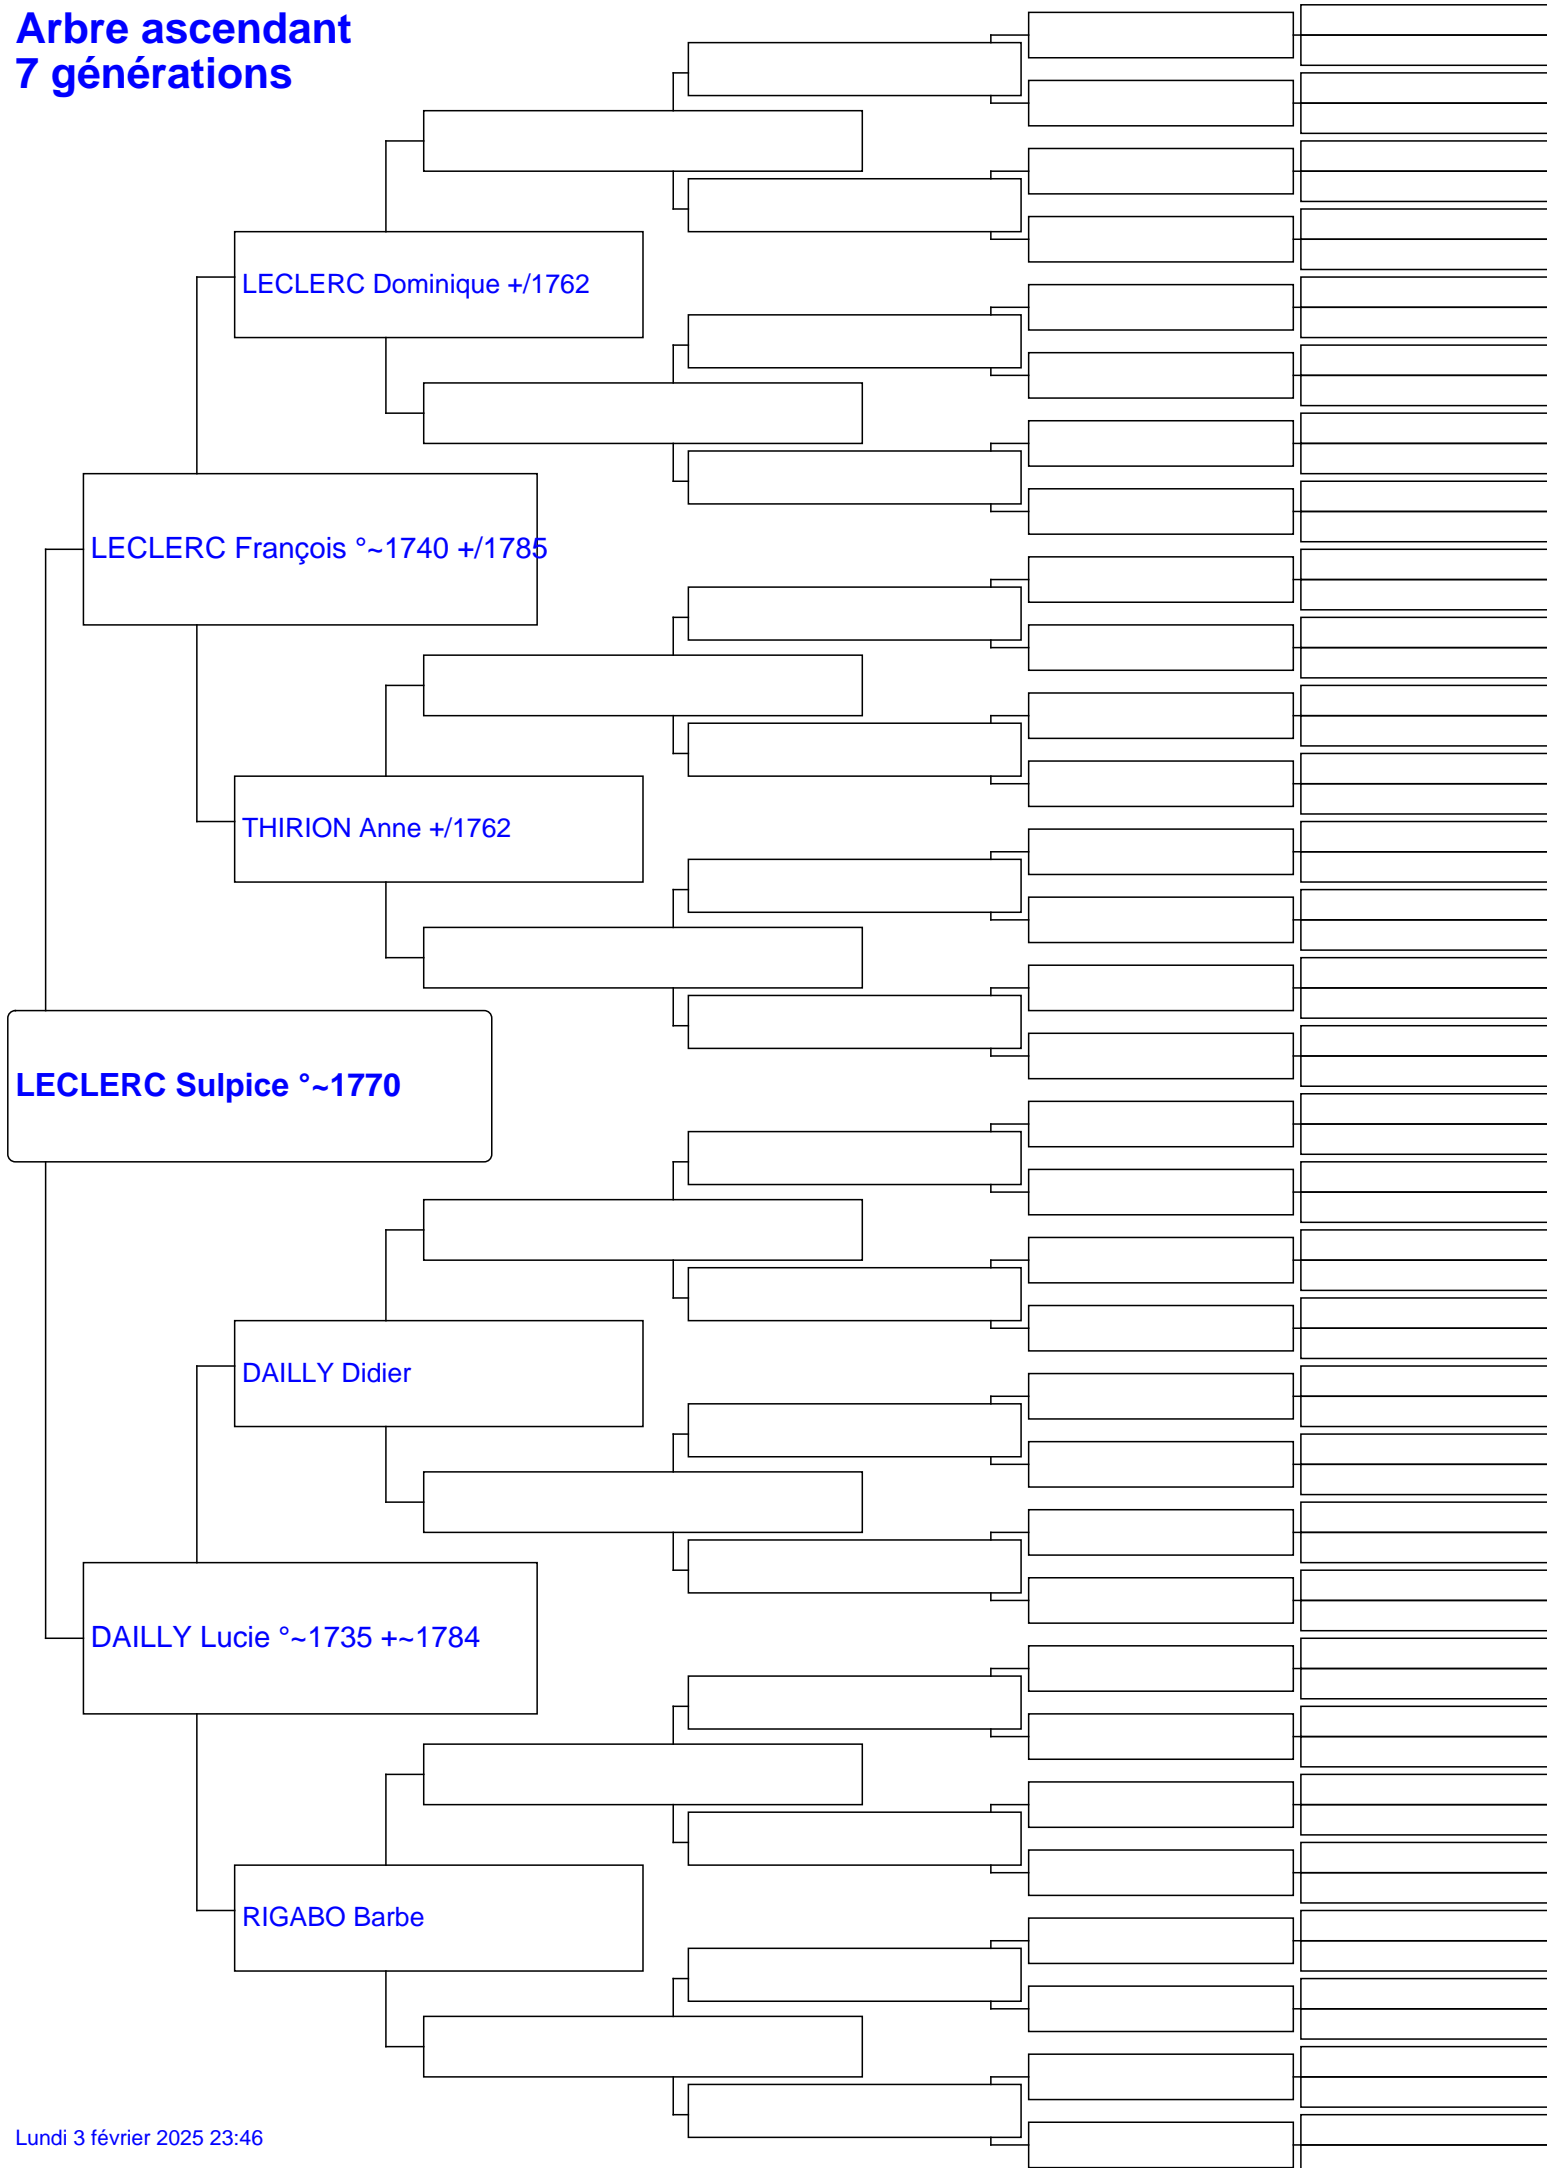 Arbre ascendant
7 générations
LECLERC Dominique +/1762
LECLERC François °~1740 +/1785
THIRION Anne +/1762
LECLERC Sulpice °~1770
DAILLY Didier
DAILLY Lucie °~1735 +~1784
RIGABO Barbe
Lundi 3 février 2025 23:46